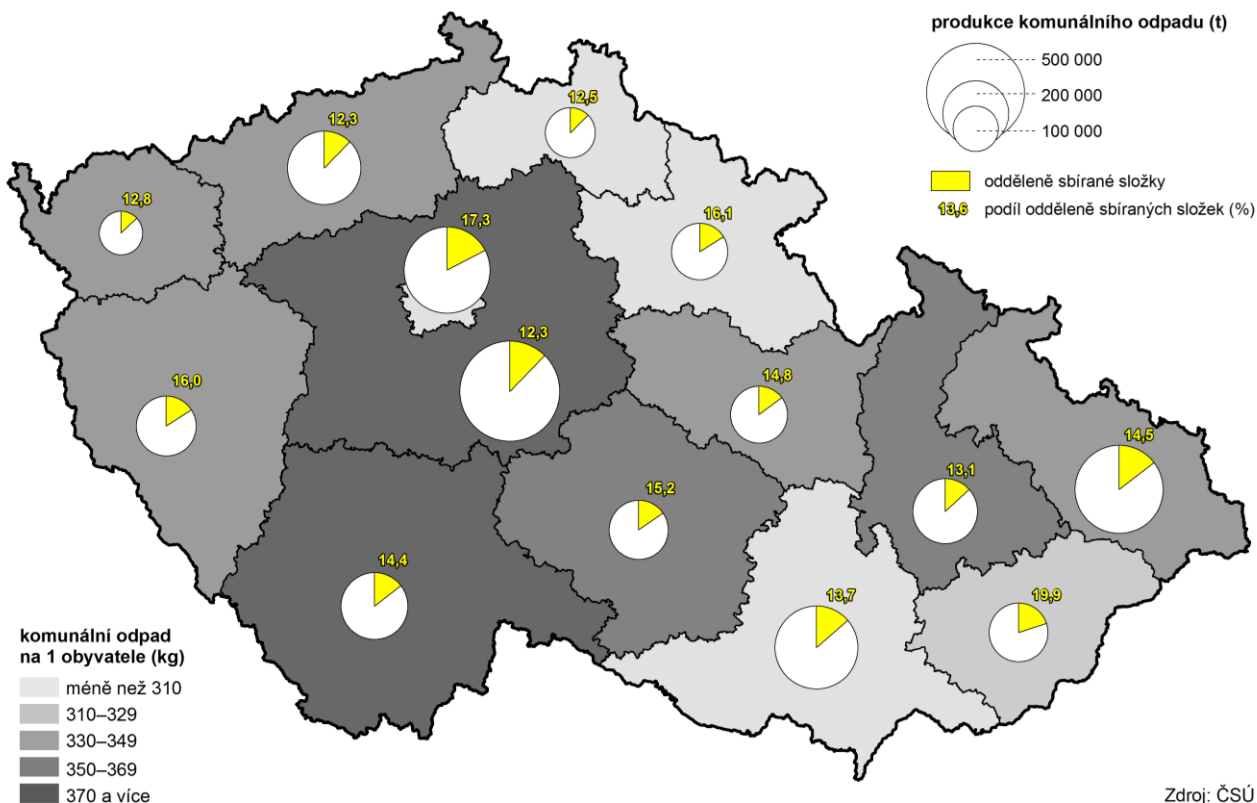 produkce komunálního odpadu (t)
500 000
200 000
100 000
odděleně sbírané složky
13,6 podíl odděleně sbíraných složek (%)
12,5
12,3
12,8
17,3
16,1
12,3
16,0
14,8
14,5
13,1
15,2
14,4
13,7
19,9
komunální odpad
na 1 obyvatele (kg)
méně než 310
310–329
330–349
350–369
370 a více
Zdroj: ČSÚ